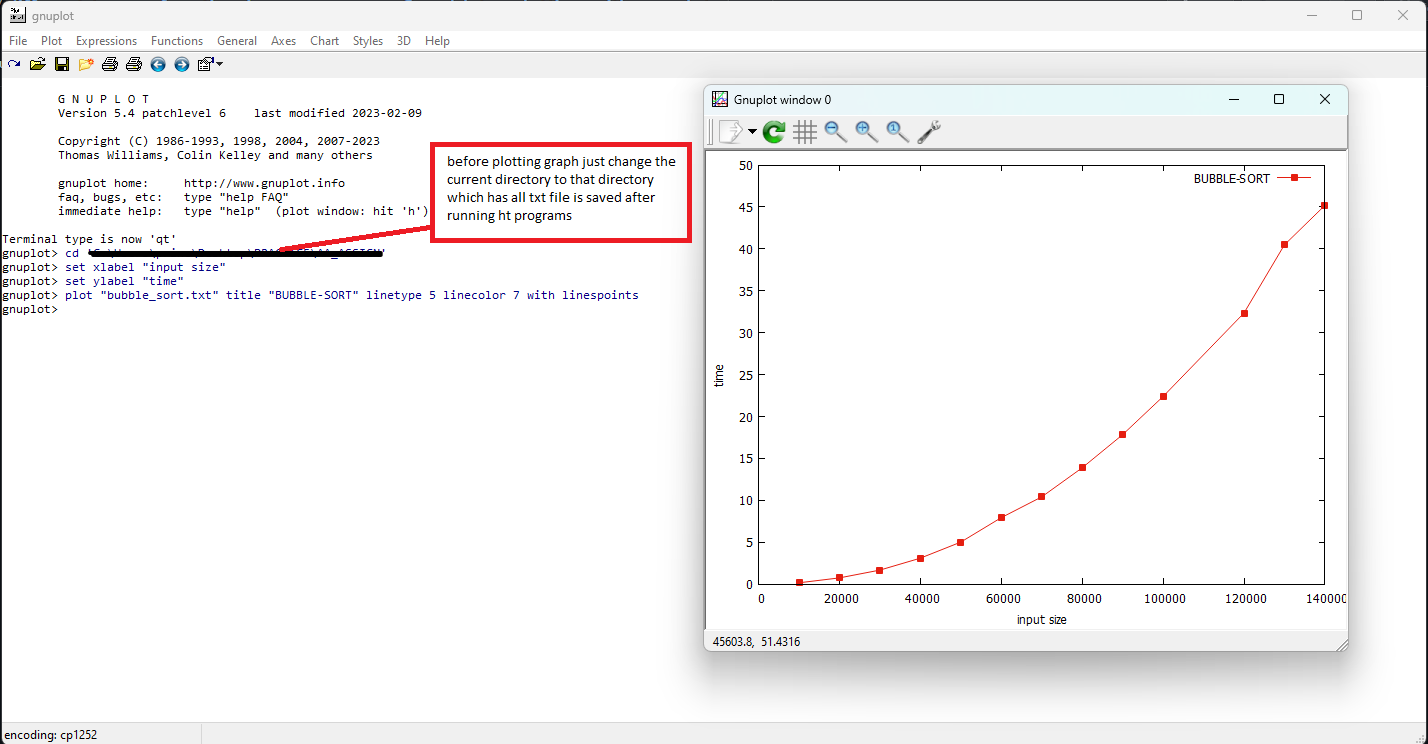 gnuplot
File Plot Expressions Functions General Axes Chart Styles 3D Help
G N U P L O T
Version 5.4 patchlevel 6    last modified 2023-02-09
Copyright (C) 1986-1993, 1998, 2004, 2007-2023
Thomas Williams, Colin Kelley and many others
gnuplot home:     http://www.gnuplot.info
faq, bugs, etc:   type "help FAQ"
immediate help:   type "help"  (plot window: hit 'h')
Terminal type is now 'qt'
gnuplot> cd
gnuplot> set xlabel "input size"
gnuplot> set ylabel "time"
gnuplot> plot "bubble_sort.txt" title "BUBBLE-SORT" linetype 5 linecolor 7 with linespoints
gnuplot>
before plotting graph just change the
current directory to that directory
which has all txt file is saved after
running ht programs
Gnuplot window 0
BUBBLE-SORT
50
45
40
35
30
25
20
15
10
5
0
time
0 20000 40000 60000 80000 100000 120000 140000
input size
45603.8, 51.4316
encoding: cp1252